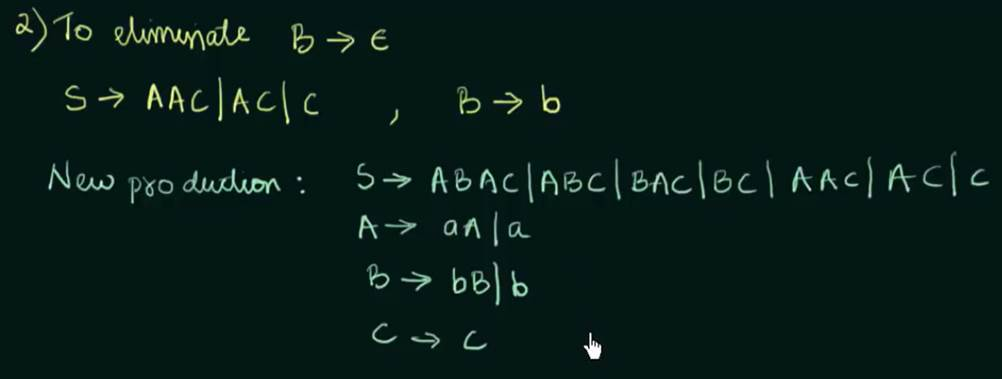 2) To eliminate B → ϵ
S → AAC | AC | C , B → b
New production : S → ABAC | ABC | BAC | BC | AAC | AC | C
A → aA | a
B → bB | b
C → c